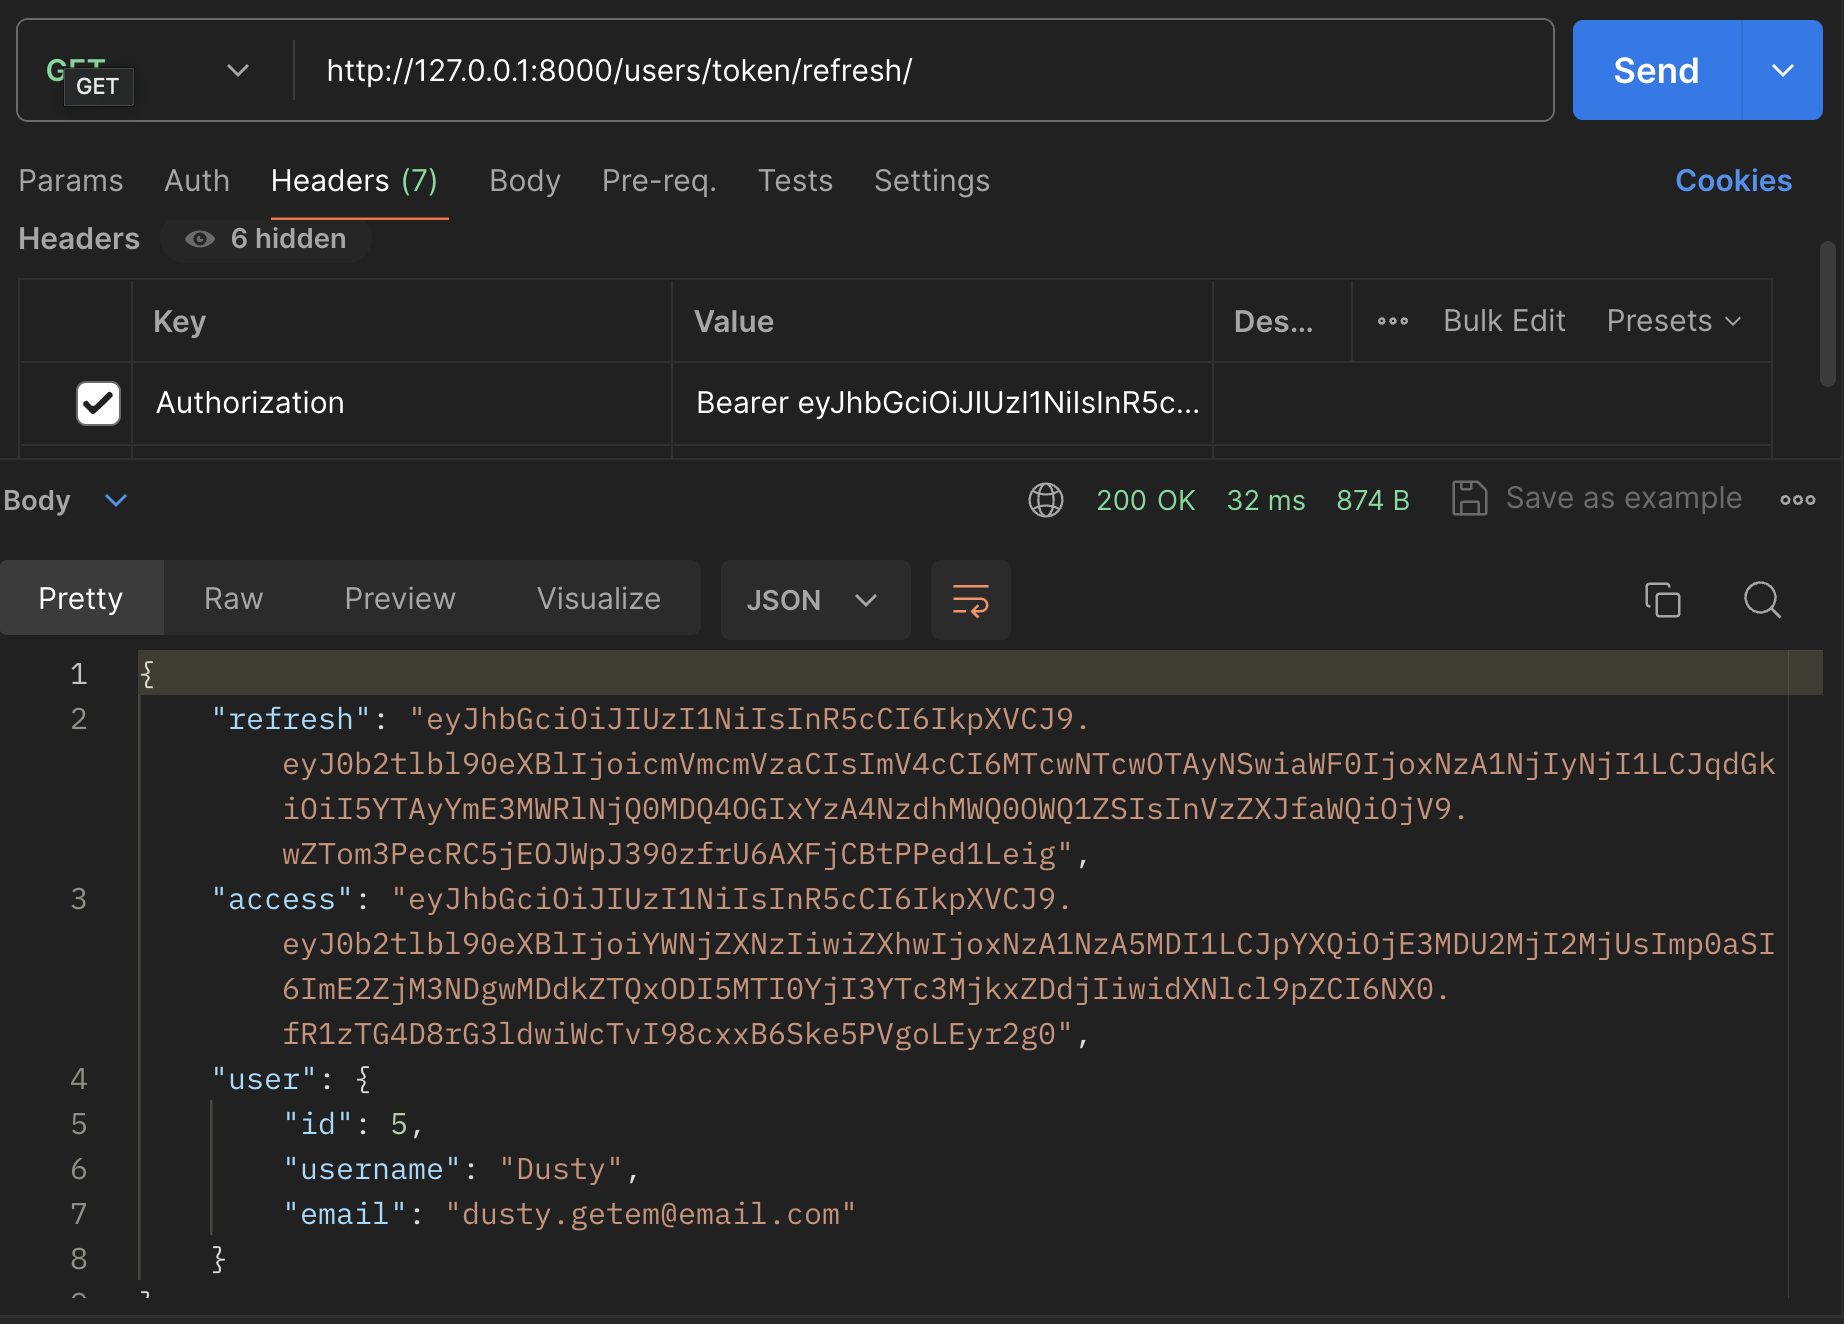 GET
GET
http://127.0.0.1:8000/users/token/refresh/
Send
Params Auth Headers (7) Body Pre-req. Tests Settings Cookies
Headers 6 hidden
Key Value Des... Bulk Edit Presets
Authorization Bearer eyJhbGciOiJIUzI1NiIsInR5c...
Body 200 OK 32 ms 874 B Save as example
Pretty Raw Preview Visualize JSON
1 {
2 "refresh": "eyJhbGciOiJIUzI1NiIsInR5cCI6IkpXVCJ9.
eyJ0b2tlbl90eXBlIjoicmVmcmVzaCIsImV4cCI6MTcwNTcwOTAyNSwiaWF0IjoxNzA1NjIyNjI1LCJqdGk
iOiI5YTAyYmE3MWRlNjQ0MDQ4OGIxYzA4NzdhMWQ0OWQ1ZSIsInVzZXJfaWQiOjV9.
wZTom3PecRC5jEOJWpJ390zfrU6AXFjCBtPPed1Leig",
3 "access": "eyJhbGciOiJIUzI1NiIsInR5cCI6IkpXVCJ9.
eyJ0b2tlbl90eXBlIjoiYWNjZXNzIiwiZXhwIjoxNzA1NzA5MDI1LCJpYXQiOjE3MDU2MjI2MjUsImp0aSI
6ImE2ZjM3NDgwMDdkZTQxODI5MTI0YjI3YTc3MjkxZDdjIiwidXNlcl9pZCI6NX0.
fR1zTG4D8rG3ldwiWcTvI98cxxB6Ske5PVgoLEyr2g0",
4 "user": {
5 "id": 5,
6 "username": "Dusty",
7 "email": "dusty.getem@email.com"
8 }